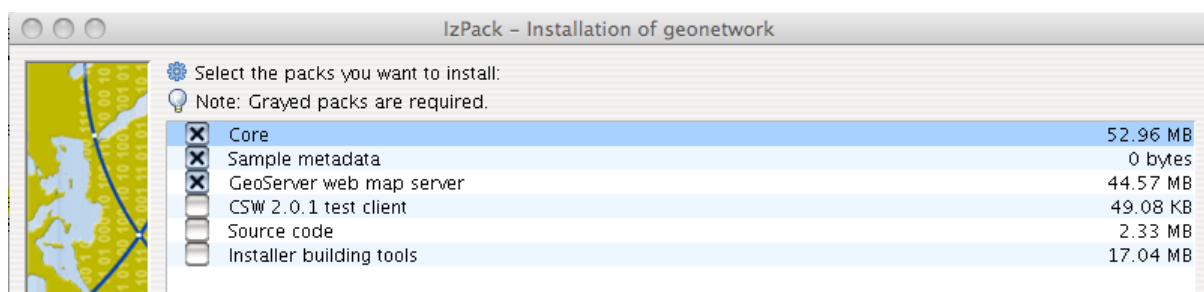 IzPack – Installation of geonetwork
Select the packs you want to install:
Note: Grayed packs are required.
Core 52.96 MB
Sample metadata 0 bytes
GeoServer web map server 44.57 MB
CSW 2.0.1 test client 49.08 KB
Source code 2.33 MB
Installer building tools 17.04 MB